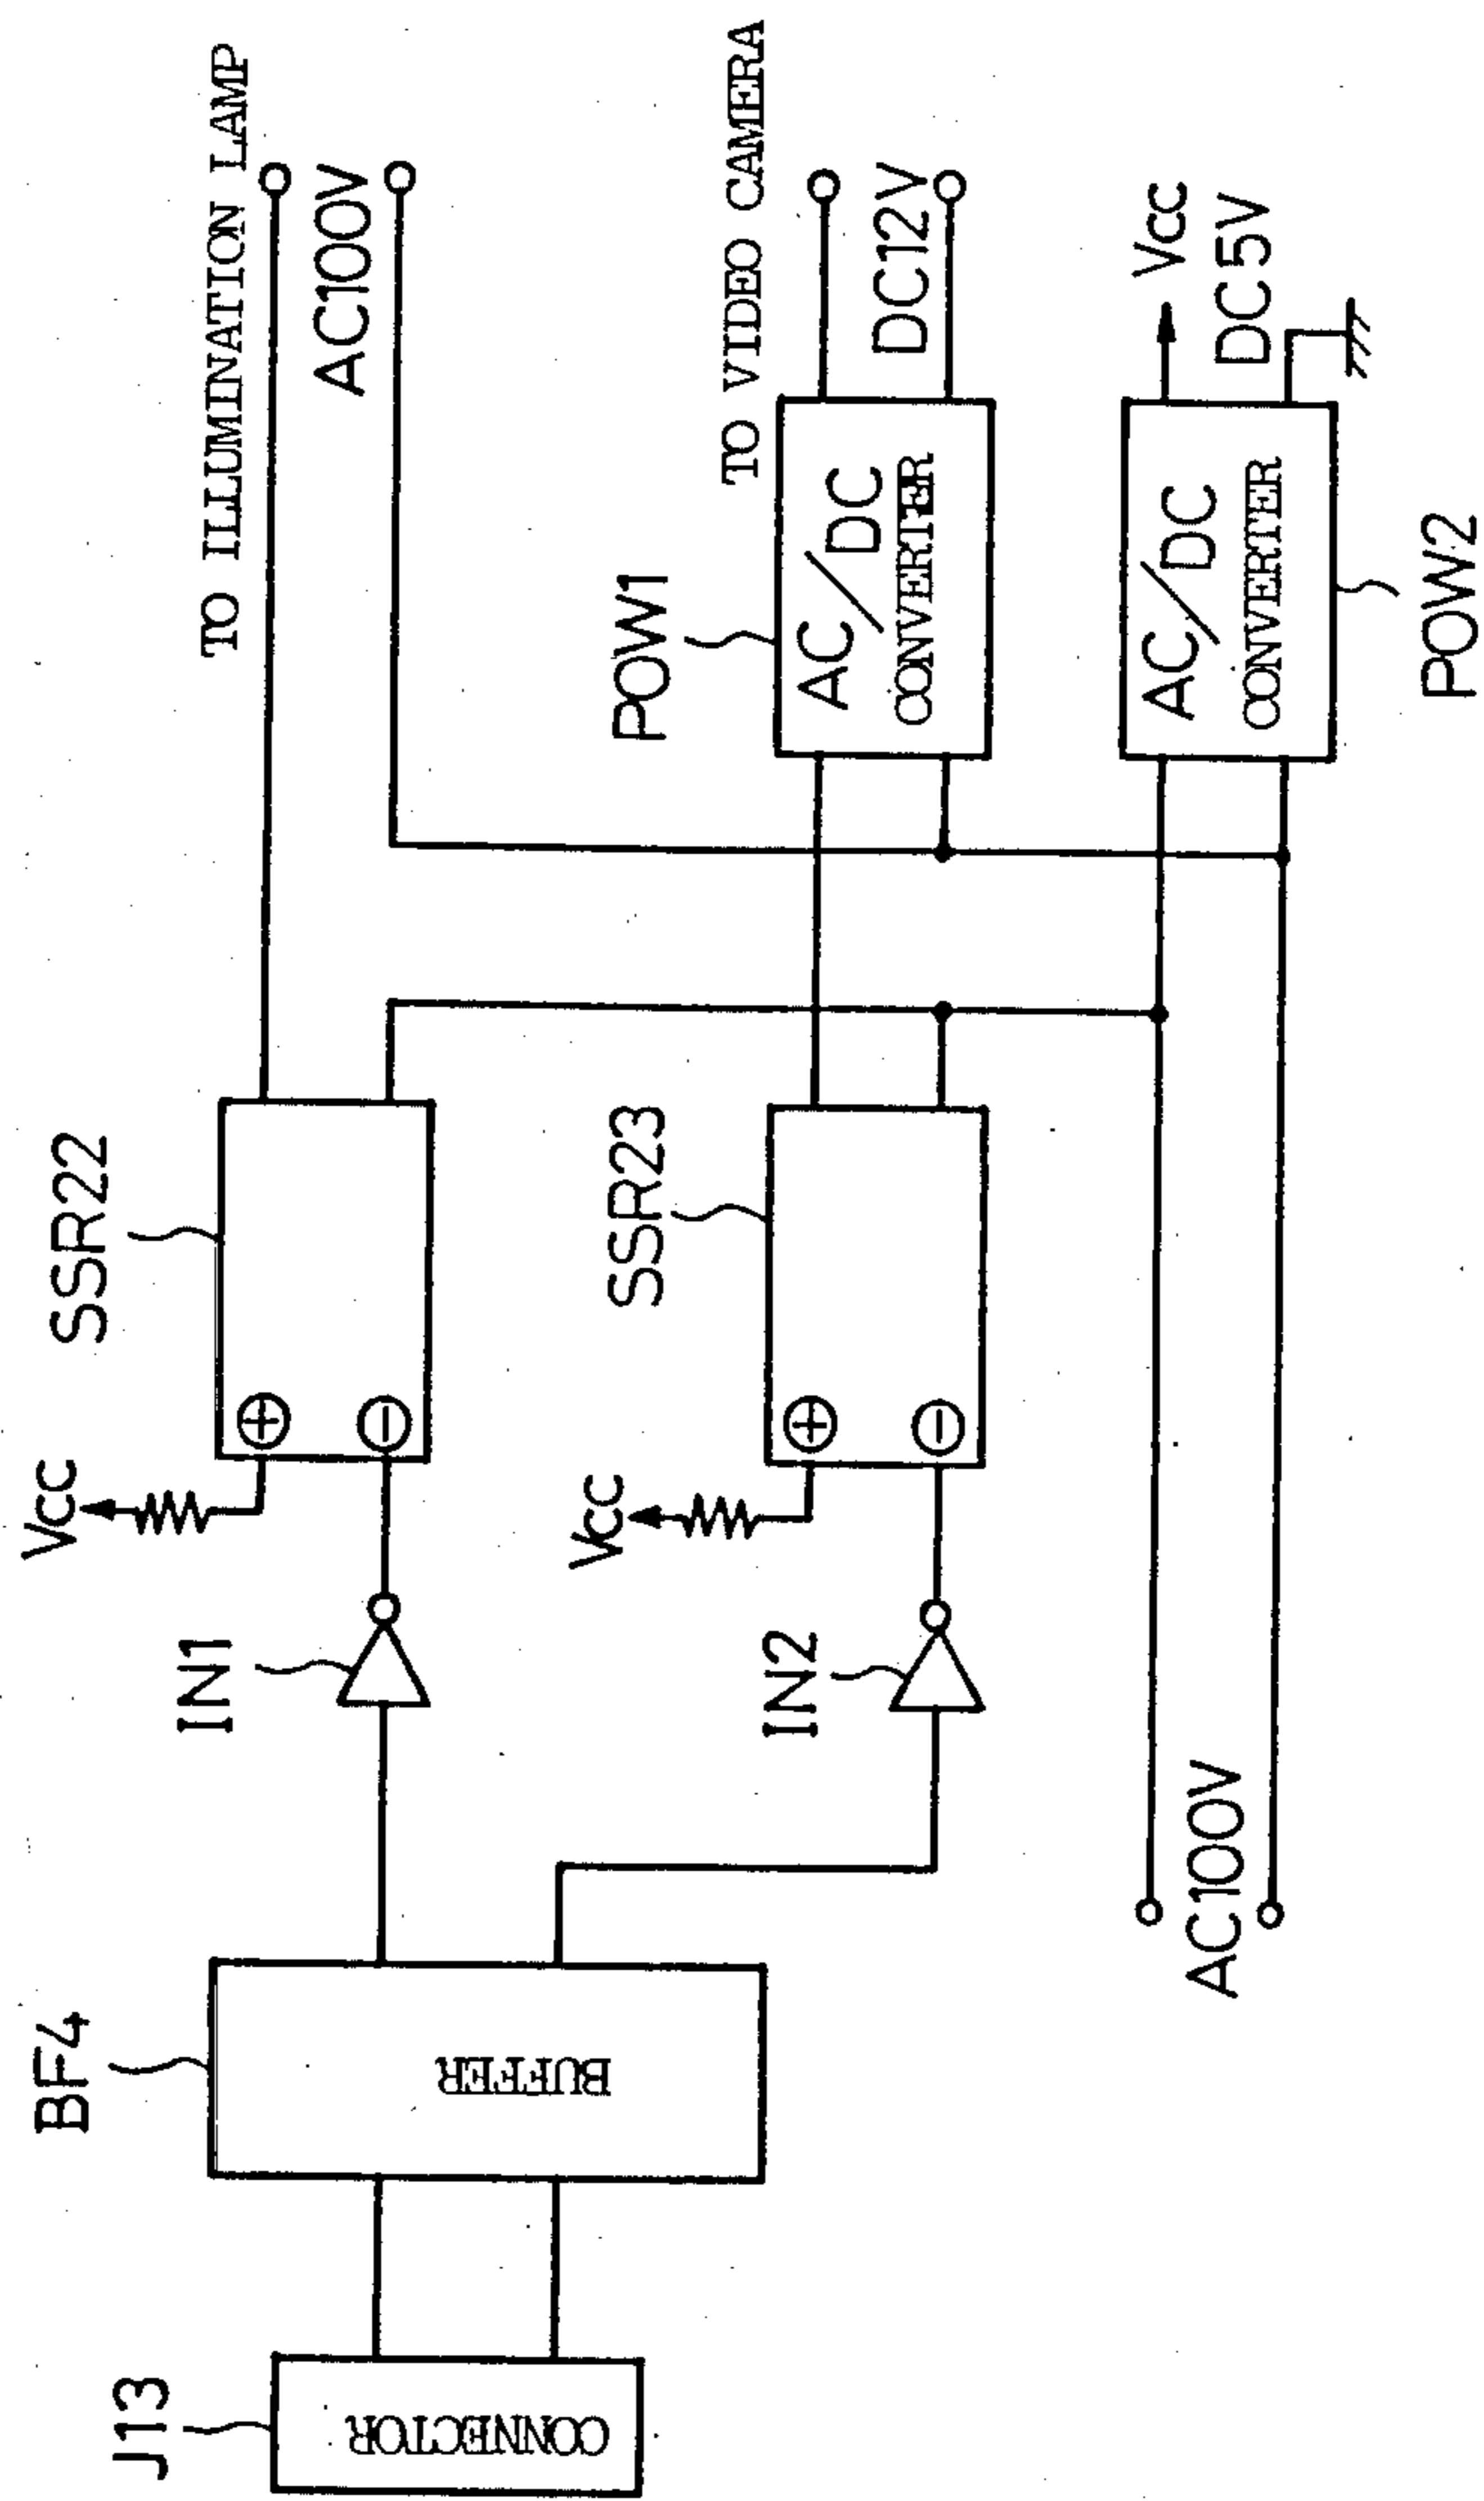 J13
CONNECTOR
BF4
BUFFER
IN1
IN2
Vcc
Vcc
SSR22
SSR23
TO ILLUMINATION LAMP
AC100V
POW1
AC/DC
CONVERTER
TO VIDEO CAMERA
DC12V
AC100V
AC/DC
CONVERTER
POW2
Vcc
DC5V